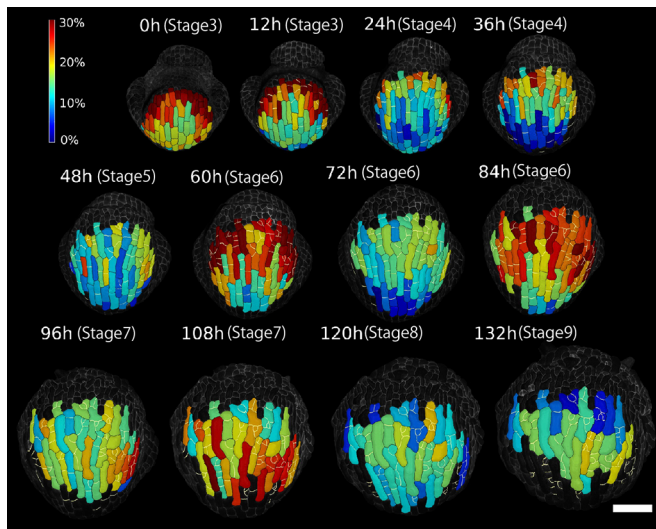 30%
20%
10%
0%
0h (Stage3)
12h (Stage3)
24h (Stage4)
36h (Stage4)
48h (Stage5)
60h (Stage6)
72h (Stage6)
84h (Stage6)
96h (Stage7)
108h (Stage7)
120h (Stage8)
132h (Stage9)